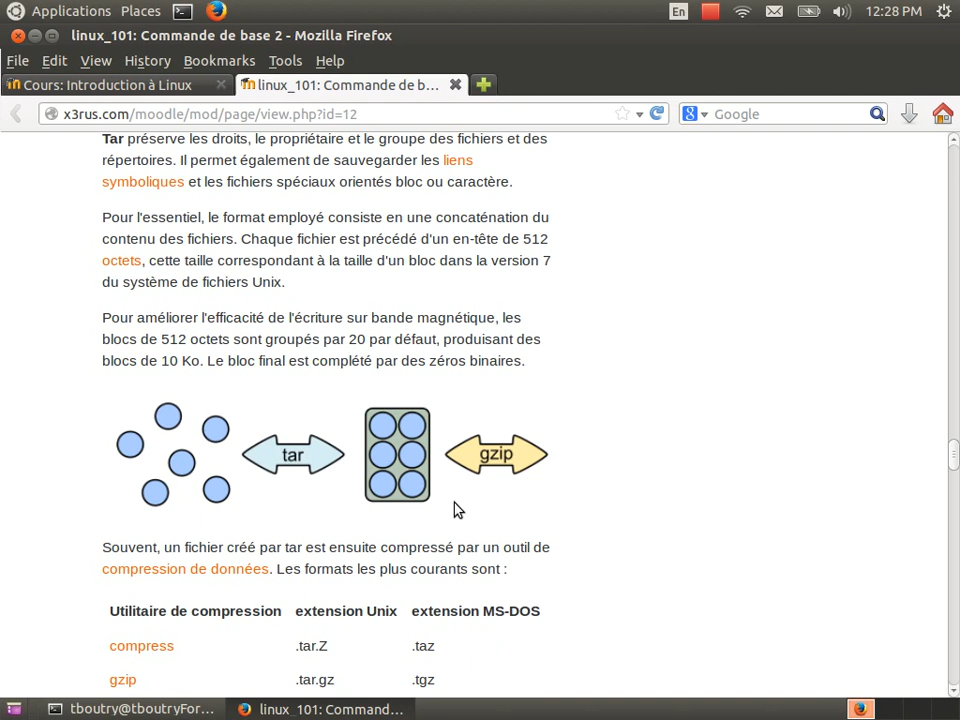 Applications Places En 12:28 PM
linux_101: Commande de base 2 - Mozilla Firefox
File Edit View History Bookmarks Tools Help
Cours: Introduction à Linux linux_101: Commande de b...
x3rus.com/moodle/mod/page/view.php?id=12 Google
Tar préserve les droits, le propriétaire et le groupe des fichiers et des
répertoires. Il permet également de sauvegarder les liens
symboliques et les fichiers spéciaux orientés bloc ou caractère.
Pour l'essentiel, le format employé consiste en une concaténation du
contenu des fichiers. Chaque fichier est précédé d'un en-tête de 512
octets, cette taille correspondant à la taille d'un bloc dans la version 7
du système de fichiers Unix.
Pour améliorer l'efficacité de l'écriture sur bande magnétique, les
blocs de 512 octets sont groupés par 20 par défaut, produisant des
blocs de 10 Ko. Le bloc final est complété par des zéros binaires.
tar gzip
Souvent, un fichier créé par tar est ensuite compressé par un outil de
compression de données. Les formats les plus courants sont :
Utilitaire de compression extension Unix extension MS-DOS
compress .tar.Z .taz
gzip .tar.gz .tgz
tboutry@tboutryFor... linux_101: Command...